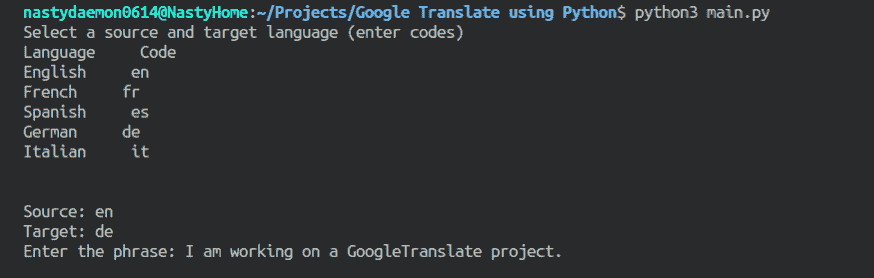 nastydaemon0614@NastyHome:~/Projects/Google Translate using Python$ python3 main.py
Select a source and target language (enter codes)
Language     Code
English     en
French     fr
Spanish     es
German     de
Italian     it
Source: en
Target: de
Enter the phrase: I am working on a GoogleTranslate project.